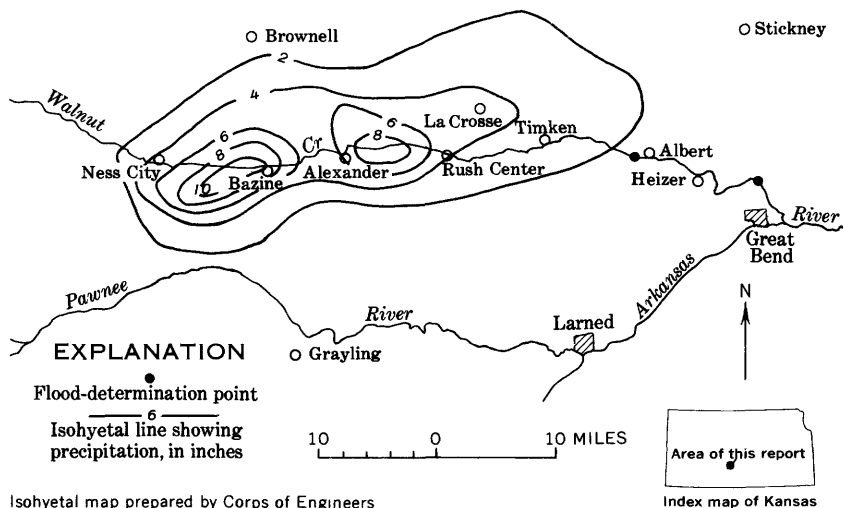 Brownell
Stickney
2
4
Walnut
6
8
10
Cr
6
8
La Crosse
Timken
Ness City
Bazine
Alexander
Rush Center
Albert
Heizer
River
Great
Bend
Arkansas
Pawnee
River
Larned
N
Grayling
EXPLANATION
Flood-determination point
6
Isohyetal line showing
precipitation, in inches
10 0 10 MILES
Area of this report
Isohyetal map prepared by Corps of Engineers
Index map of Kansas